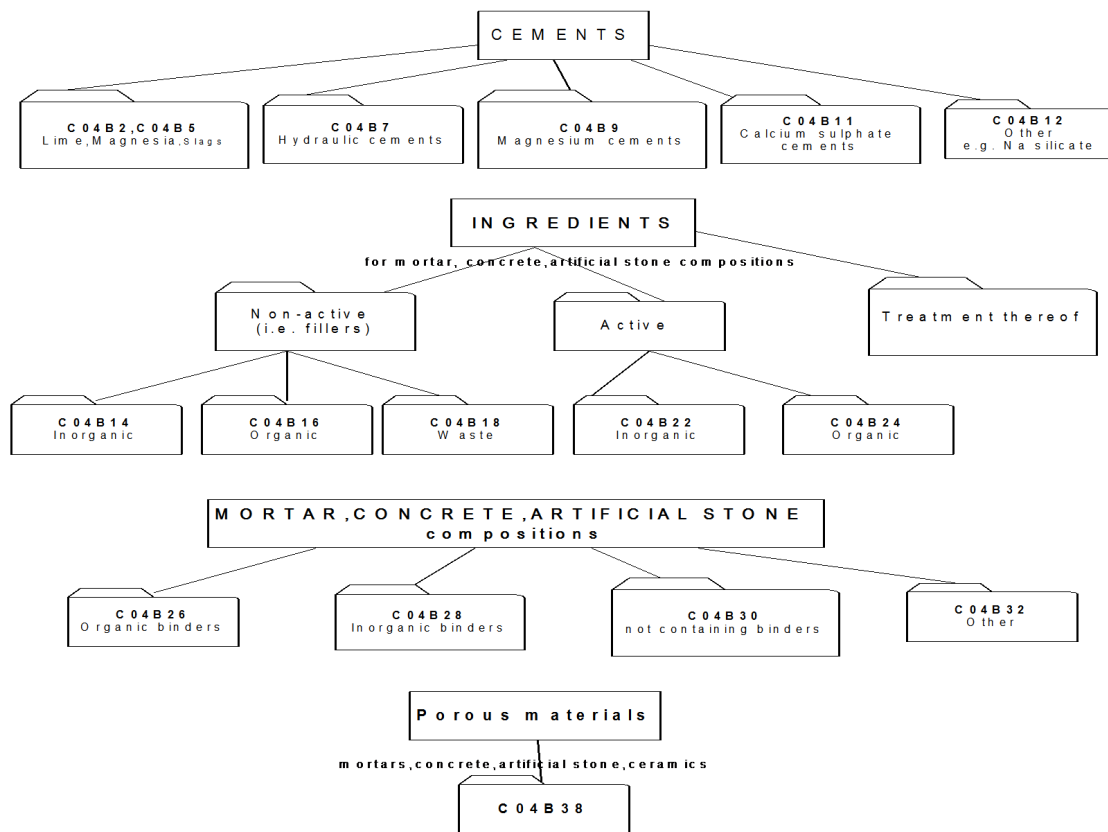 CEMENTS
C04B2,C04B5
Lime,Magnesia,Slags
C04B7
Hydraulic cements
C04B9
Magnesium cements
C04B11
Calcium sulphate
cements
C04B12
Other
e.g. Na silicate
INGREDIENTS
for mortar, concrete,artificial stone compositions
Non-active
(i.e. fillers)
Active
Treatment thereof
C04B14
Inorganic
C04B16
Organic
C04B18
Waste
C04B22
Inorganic
C04B24
Organic
MORTAR,CONCRETE,ARTIFICIAL STONE
compositions
C04B26
Organic binders
C04B28
Inorganic binders
C04B30
not containing binders
C04B32
Other
Porous materials
mortars,concrete,artificial stone,ceramics
C04B38